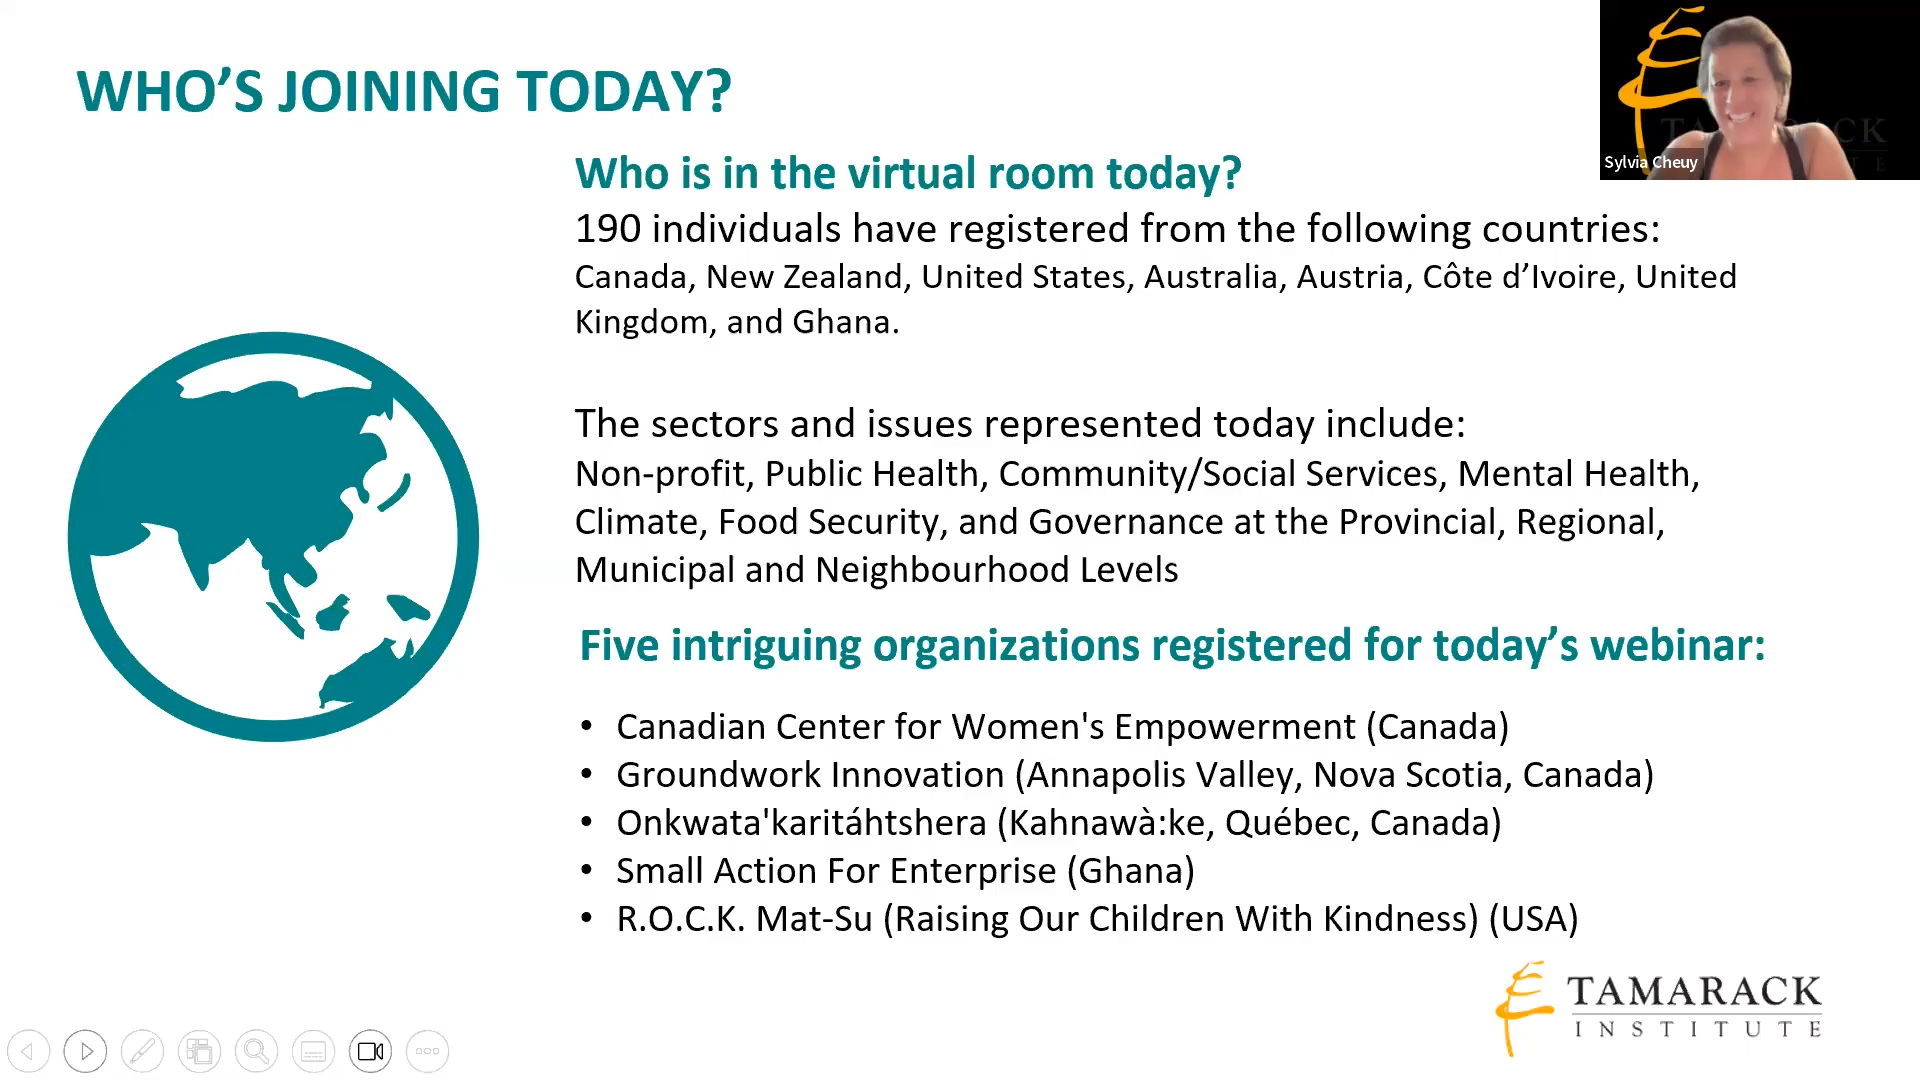 WHO’S JOINING TODAY?
Who is in the virtual room today?
190 individuals have registered from the following countries:
Canada, New Zealand, United States, Australia, Austria, Côte d’Ivoire, United
Kingdom, and Ghana.
The sectors and issues represented today include:
Non-profit, Public Health, Community/Social Services, Mental Health,
Climate, Food Security, and Governance at the Provincial, Regional,
Municipal and Neighbourhood Levels
Five intriguing organizations registered for today’s webinar:
• Canadian Center for Women's Empowerment (Canada)
• Groundwork Innovation (Annapolis Valley, Nova Scotia, Canada)
• Onkwata'karitáhtshera (Kahnawà:ke, Québec, Canada)
• Small Action For Enterprise (Ghana)
• R.O.C.K. Mat-Su (Raising Our Children With Kindness) (USA)
Sylvia Cheuy
TAMARACK
INSTITUTE